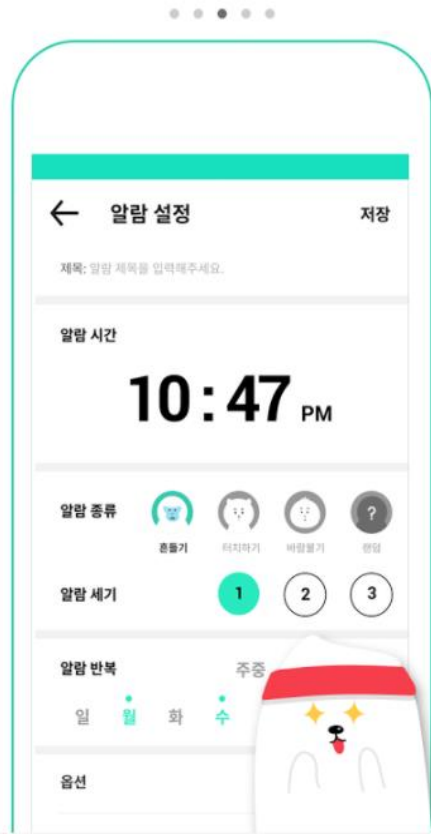 ← 알람 설정 저장
제목: 알람 제목을 입력해주세요.
알람 시간
10:47 PM
알람 종류
?
흔들기 터치하기 바람불기 랜덤
알람 세기 1 2 3
알람 반복 주중
일 월 화 수
옵션